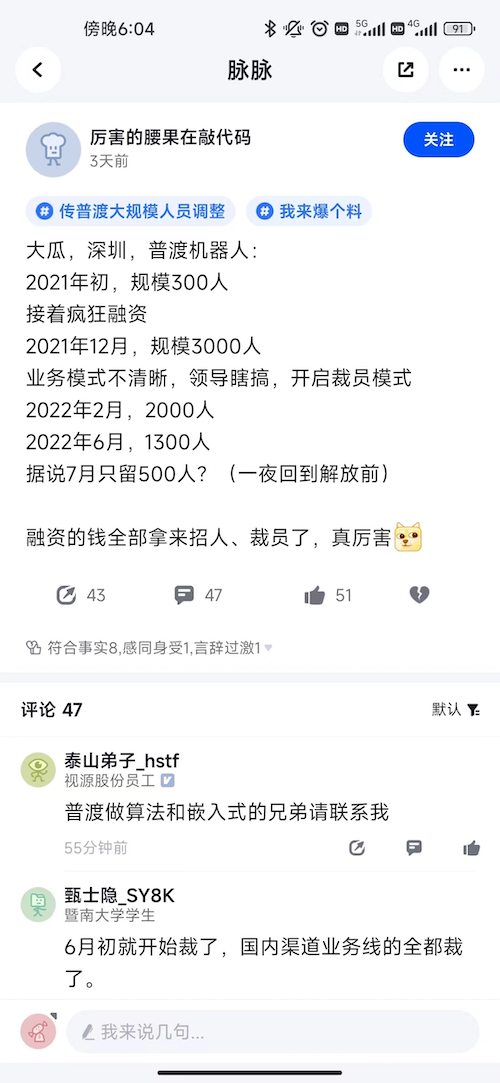 傍晚6:04
5G
HD
4G
HD
91
脉脉
厉害的腰果在敲代码
3天前
关注
# 传普渡大规模人员调整
# 我来爆个料
大瓜，深圳，普渡机器人：
2021年初，规模300人
接着疯狂融资
2021年12月，规模3000人
业务模式不清晰，领导瞎搞，开启裁员模式
2022年2月，2000人
2022年6月，1300人
据说7月只留500人？（一夜回到解放前）
融资的钱全部拿来招人、裁员了，真厉害
43
47
51
符合事实8,感同身受1,言辞过激1
评论 47
默认
泰山弟子_hstf
视源股份员工
普渡做算法和嵌入式的兄弟请联系我
55分钟前
甄士隐_SY8K
暨南大学学生
6月初就开始裁了，国内渠道业务线的全都裁
了。
我来说几句...